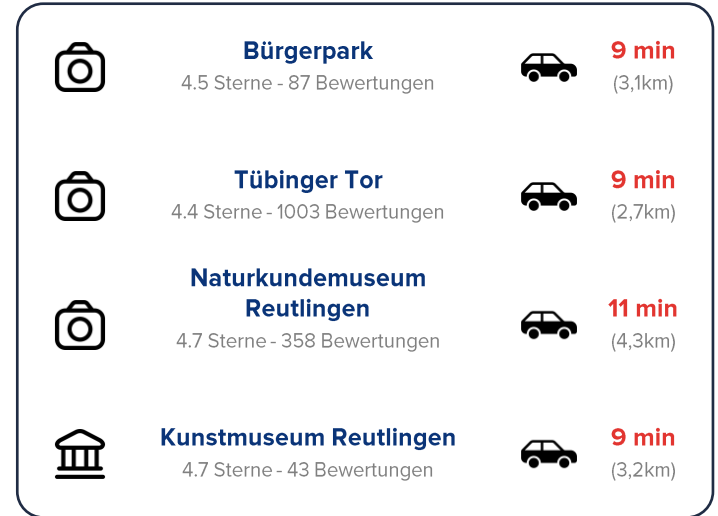 Bürgerpark
9 min
4.5 Sterne - 87 Bewertungen
(3,1km)
Tübinger Tor
9 min
4.4 Sterne - 1003 Bewertungen
(2,7km)
Naturkundemuseum
Reutlingen
11 min
4.7 Sterne - 358 Bewertungen
(4,3km)
Kunstmuseum Reutlingen
9 min
4.7 Sterne - 43 Bewertungen
(3,2km)